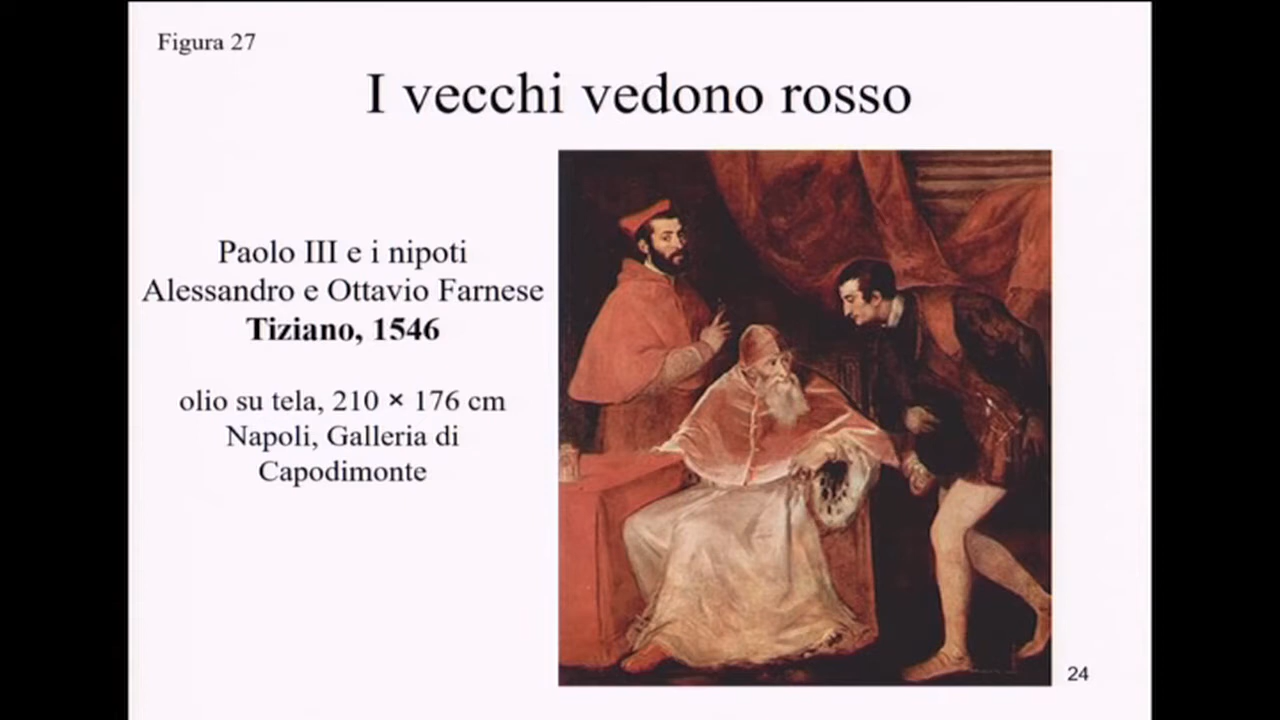 Figura 27
I vecchi vedono rosso
Paolo III e i nipoti
Alessandro e Ottavio Farnese
Tiziano, 1546
olio su tela, 210 × 176 cm
Napoli, Galleria di
Capodimonte
24